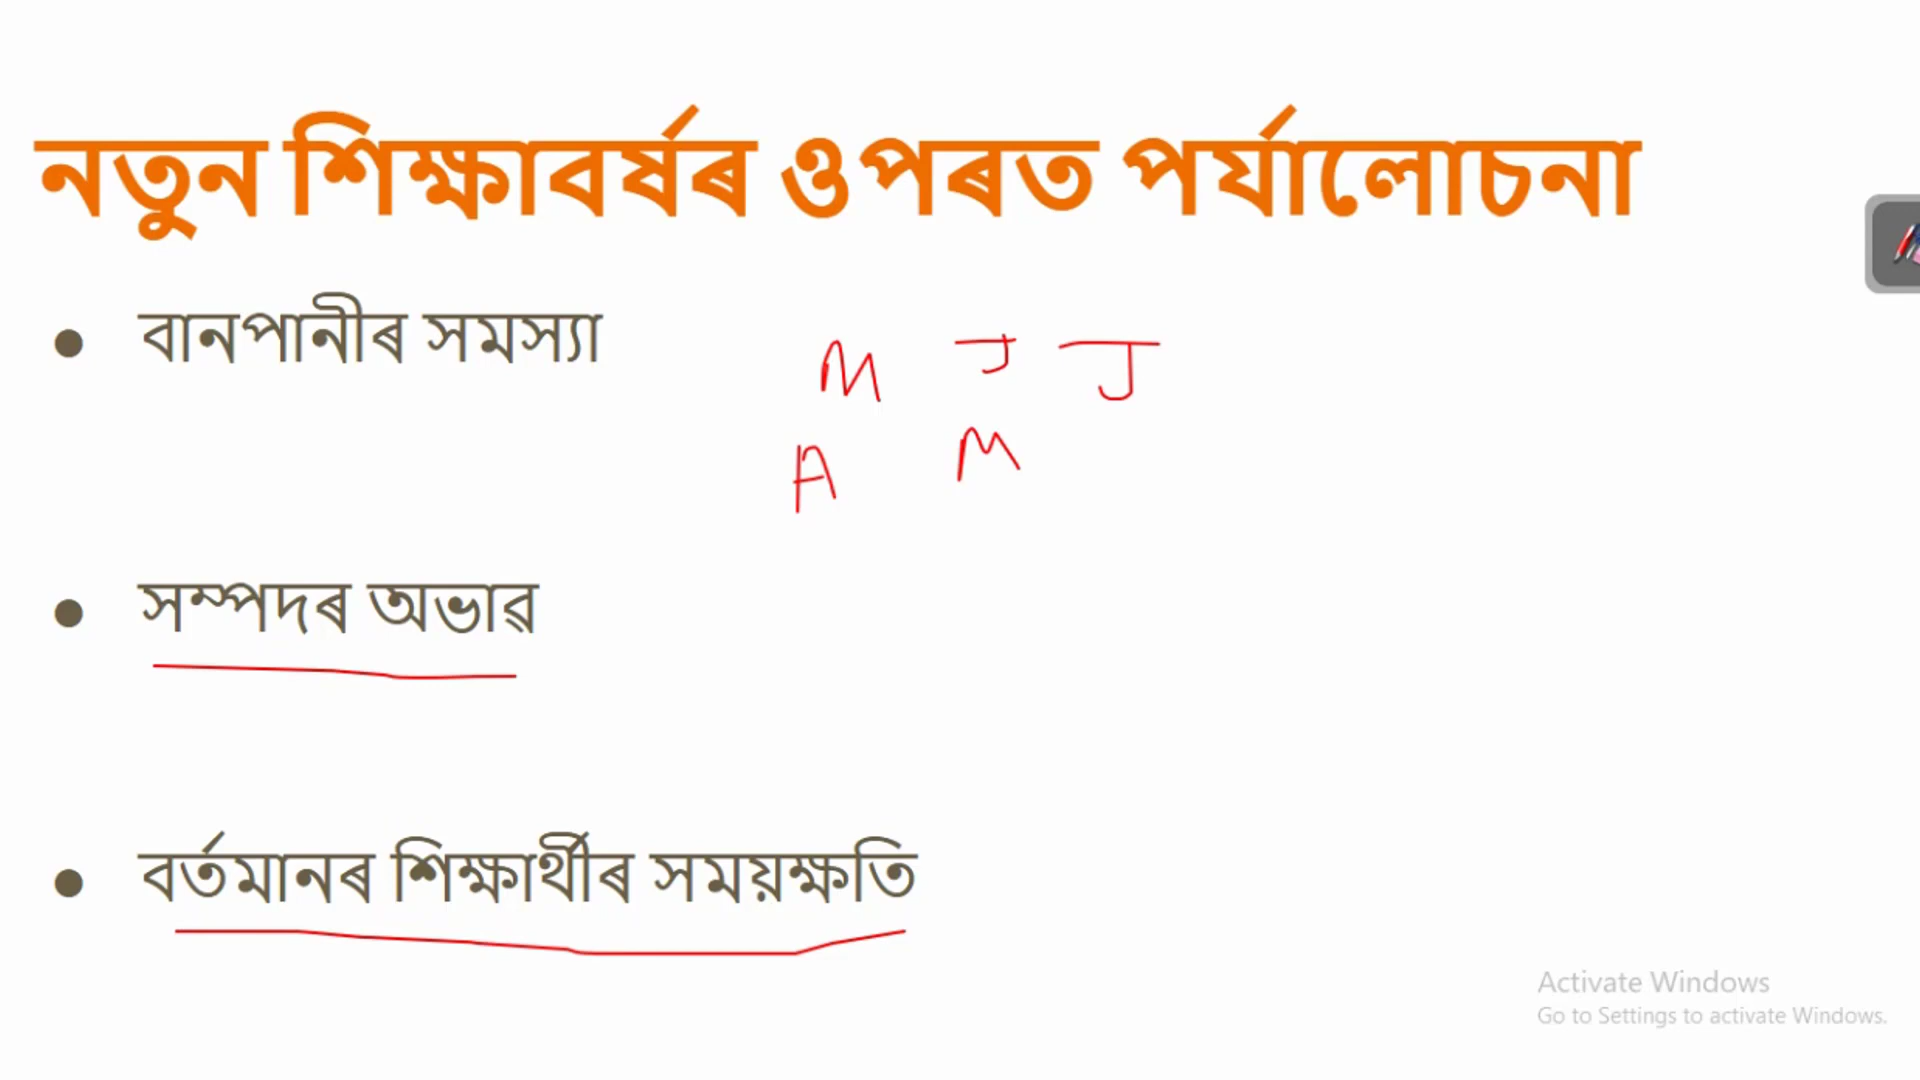 নতুন শিক্ষাবৰ্ষৰ ওপৰত পৰ্যালোচনা
• বানপানীৰ সমস্যা
M J J
A M
• সম্পদৰ অভাৱ
• বৰ্তমানৰ শিক্ষাৰ্থীৰ সময়ক্ষতি
Activate Windows
Go to Settings to activate Windows.